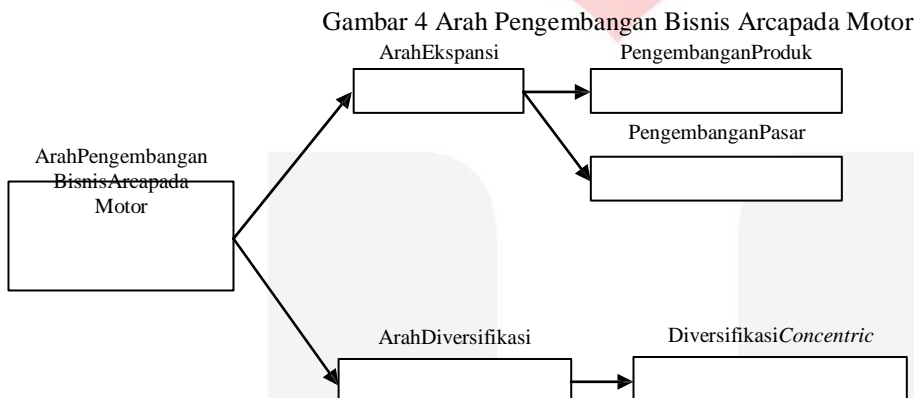 Gambar 4 Arah Pengembangan Bisnis Arcapada Motor
ArahEkspansi
PengembanganProduk
PengembanganPasar
ArahPengembangan
BisnisArcapada
Motor
ArahDiversifikasi
DiversifikasiConcentric